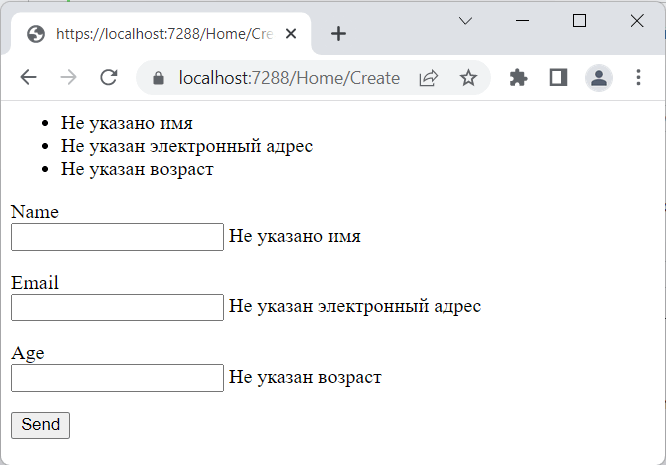 https://localhost:7288/Home/Cre
localhost:7288/Home/Create
Не указано имя
Не указан электронный адрес
Не указан возраст
Name
Не указано имя
Email
Не указан электронный адрес
Age
Не указан возраст
Send